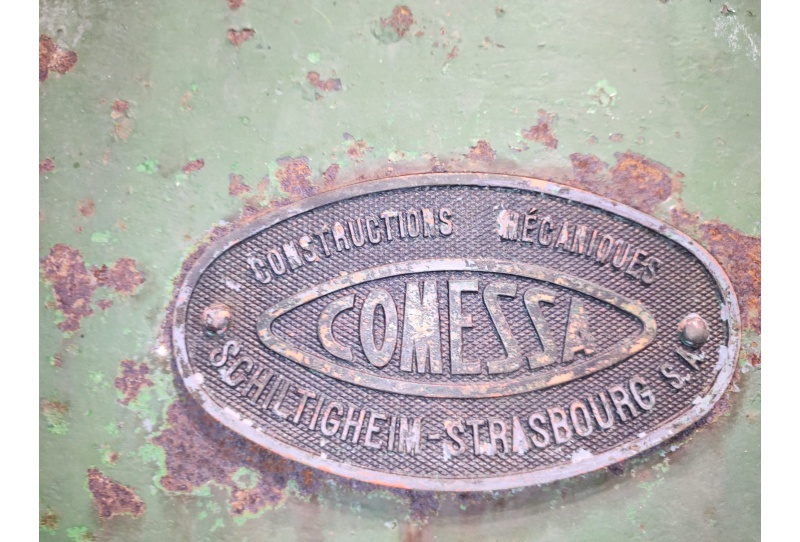 CONSTRUCTIONS MÉCANIQUES
COMESSA
SCHILTIGHEIM-STRASBOURG S.A.